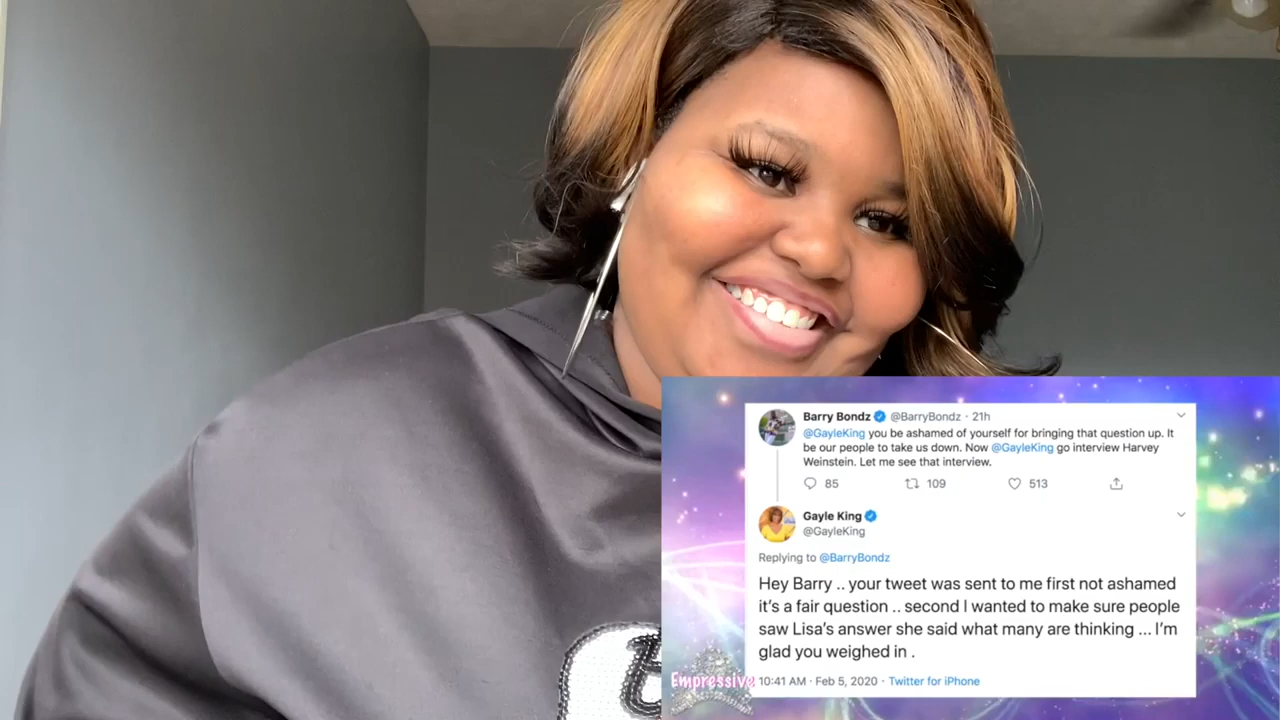 Barry Bondz @BarryBondz · 21h
@GayleKing you be ashamed of yourself for bringing that question up. It
be our people to take us down. Now @GayleKing go interview Harvey
Weinstein. Let me see that interview.
85 109 513
Gayle King
@GayleKing
Replying to @BarryBondz
Hey Barry .. your tweet was sent to me first not ashamed
it's a fair question .. second I wanted to make sure people
saw Lisa's answer she said what many are thinking ... I'm
glad you weighed in .
Empressive
10:41 AM · Feb 5, 2020 · Twitter for iPhone